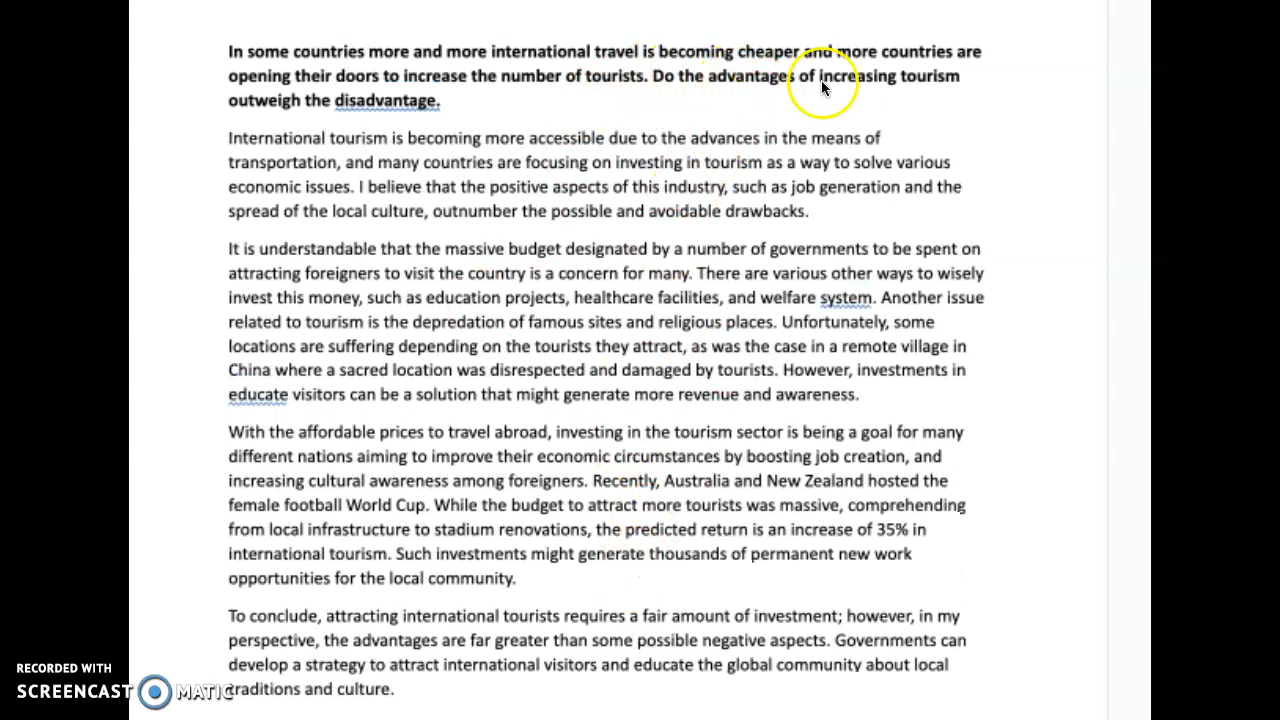 In some countries more and more international travel is becoming cheaper and more countries are
opening their doors to increase the number of tourists. Do the advantages of increasing tourism
outweigh the disadvantage.
International tourism is becoming more accessible due to the advances in the means of
transportation, and many countries are focusing on investing in tourism as a way to solve various
economic issues. I believe that the positive aspects of this industry, such as job generation and the
spread of the local culture, outnumber the possible and avoidable drawbacks.
It is understandable that the massive budget designated by a number of governments to be spent on
attracting foreigners to visit the country is a concern for many. There are various other ways to wisely
invest this money, such as education projects, healthcare facilities, and welfare system. Another issue
related to tourism is the depredation of famous sites and religious places. Unfortunately, some
locations are suffering depending on the tourists they attract, as was the case in a remote village in
China where a sacred location was disrespected and damaged by tourists. However, investments in
educate visitors can be a solution that might generate more revenue and awareness.
With the affordable prices to travel abroad, investing in the tourism sector is being a goal for many
different nations aiming to improve their economic circumstances by boosting job creation, and
increasing cultural awareness among foreigners. Recently, Australia and New Zealand hosted the
female football World Cup. While the budget to attract more tourists was massive, comprehending
from local infrastructure to stadium renovations, the predicted return is an increase of 35% in
international tourism. Such investments might generate thousands of permanent new work
opportunities for the local community.
To conclude, attracting international tourists requires a fair amount of investment; however, in my
perspective, the advantages are far greater than some possible negative aspects. Governments can
develop a strategy to attract international visitors and educate the global community about local
traditions and culture.
RECORDED WITH
SCREENCAST MATIC